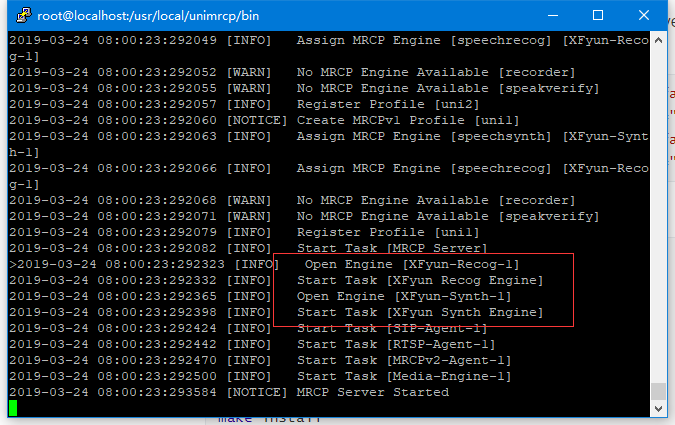 root@localhost:/usr/local/unimrcp/bin
2019-03-24 08:00:23:292049 [INFO]   Assign MRCP Engine [speechrecog] [XFyun-Reco
g-1]
2019-03-24 08:00:23:292052 [WARN]   No MRCP Engine Available [recorder]
2019-03-24 08:00:23:292055 [WARN]   No MRCP Engine Available [speakverify]
2019-03-24 08:00:23:292057 [INFO]   Register Profile [uni2]
2019-03-24 08:00:23:292060 [NOTICE] Create MRCPv1 Profile [uni1]
2019-03-24 08:00:23:292063 [INFO]   Assign MRCP Engine [speechsynth] [XFyun-Synt
h-1]
2019-03-24 08:00:23:292066 [INFO]   Assign MRCP Engine [speechrecog] [XFyun-Reco
g-1]
2019-03-24 08:00:23:292068 [WARN]   No MRCP Engine Available [recorder]
2019-03-24 08:00:23:292071 [WARN]   No MRCP Engine Available [speakverify]
2019-03-24 08:00:23:292079 [INFO]   Register Profile [uni1]
2019-03-24 08:00:23:292082 [INFO]   Start Task [MRCP Server]
>2019-03-24 08:00:23:292323 [INFO]   Open Engine [XFyun-Recog-1]
2019-03-24 08:00:23:292332 [INFO]   Start Task [XFyun Recog Engine]
2019-03-24 08:00:23:292365 [INFO]   Open Engine [XFyun-Synth-1]
2019-03-24 08:00:23:292398 [INFO]   Start Task [XFyun Synth Engine]
2019-03-24 08:00:23:292424 [INFO]   Start Task [SIP-Agent-1]
2019-03-24 08:00:23:292442 [INFO]   Start Task [RTSP-Agent-1]
2019-03-24 08:00:23:292470 [INFO]   Start Task [MRCPv2-Agent-1]
2019-03-24 08:00:23:292500 [INFO]   Start Task [Media-Engine-1]
2019-03-24 08:00:23:293584 [NOTICE] MRCP Server Started
make install